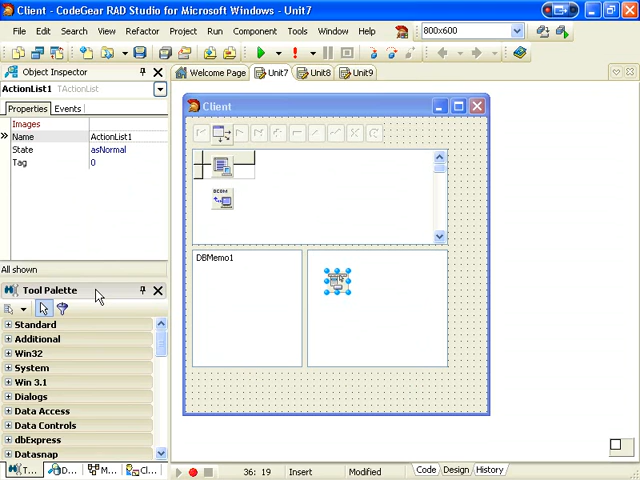 Client - CodeGear RAD Studio for Microsoft Windows - Unit7
File Edit Search View Refactor Project Run Component Tools Window Help
800x600
Object Inspector
ActionList1 TActionList
Properties Events
Images
Name ActionList1
State asNormal
Tag 0
All shown
Tool Palette
Standard
Additional
Win32
System
Win 3.1
Dialogs
Data Access
Data Controls
dbExpress
Datasnap
T... D... M... Cl...
Welcome Page Unit7 Unit8 Unit9
Client
DCOM
DBMemo1
36: 19 Insert Modified Code Design History